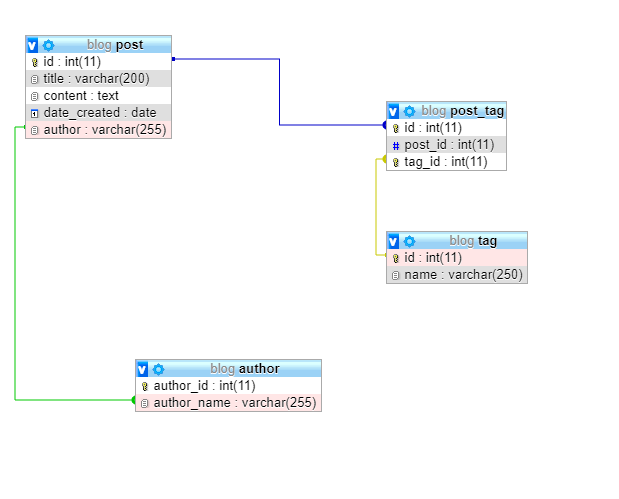 blog post
id : int(11)
title : varchar(200)
content : text
date_created : date
author : varchar(255)
blog post_tag
id : int(11)
# post_id : int(11)
tag_id : int(11)
blog tag
id : int(11)
name : varchar(250)
blog author
author_id : int(11)
author_name : varchar(255)